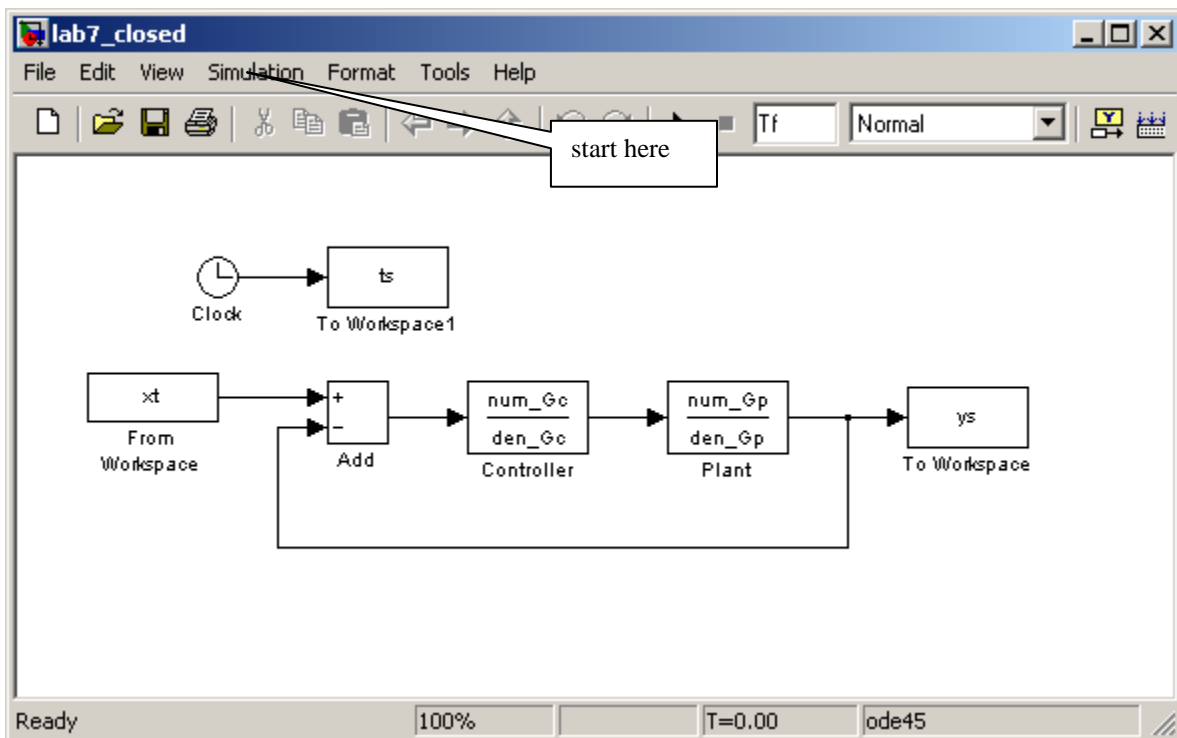 lab7_closed
File Edit View Simulation Format Tools Help
Tf Normal
start here
ts
Clock
To Workspace1
xt
From
Workspace
+
−
Add
num_Gc
den_Gc
Controller
num_Gp
den_Gp
Plant
ys
To Workspace
Ready 100% T=0.00 ode45